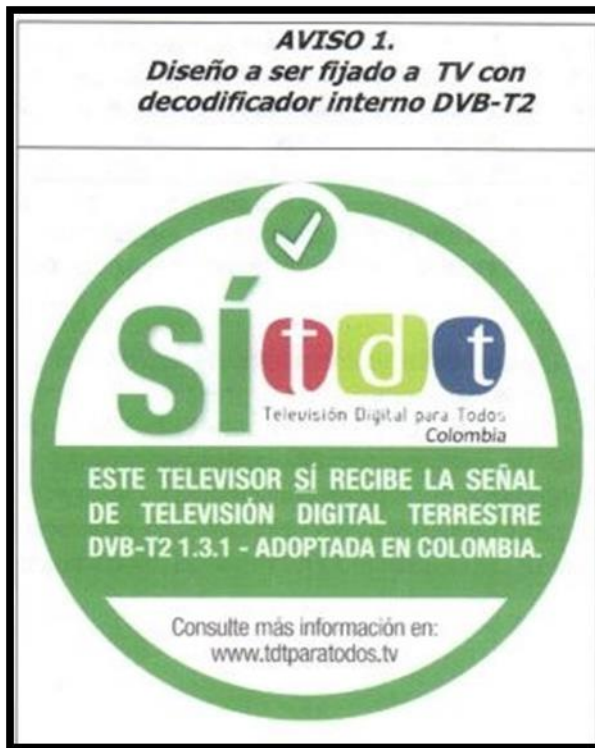 AVISO 1.
Diseño a ser fijado a TV con
decodificador interno DVB-T2
SÍ tdt
Televisión Digital para Todos
Colombia
ESTE TELEVISOR SÍ RECIBE LA SEÑAL
DE TELEVISIÓN DIGITAL TERRESTRE
DVB-T2 1.3.1 - ADOPTADA EN COLOMBIA.
Consulte más información en:
www.tdtparatodos.tv